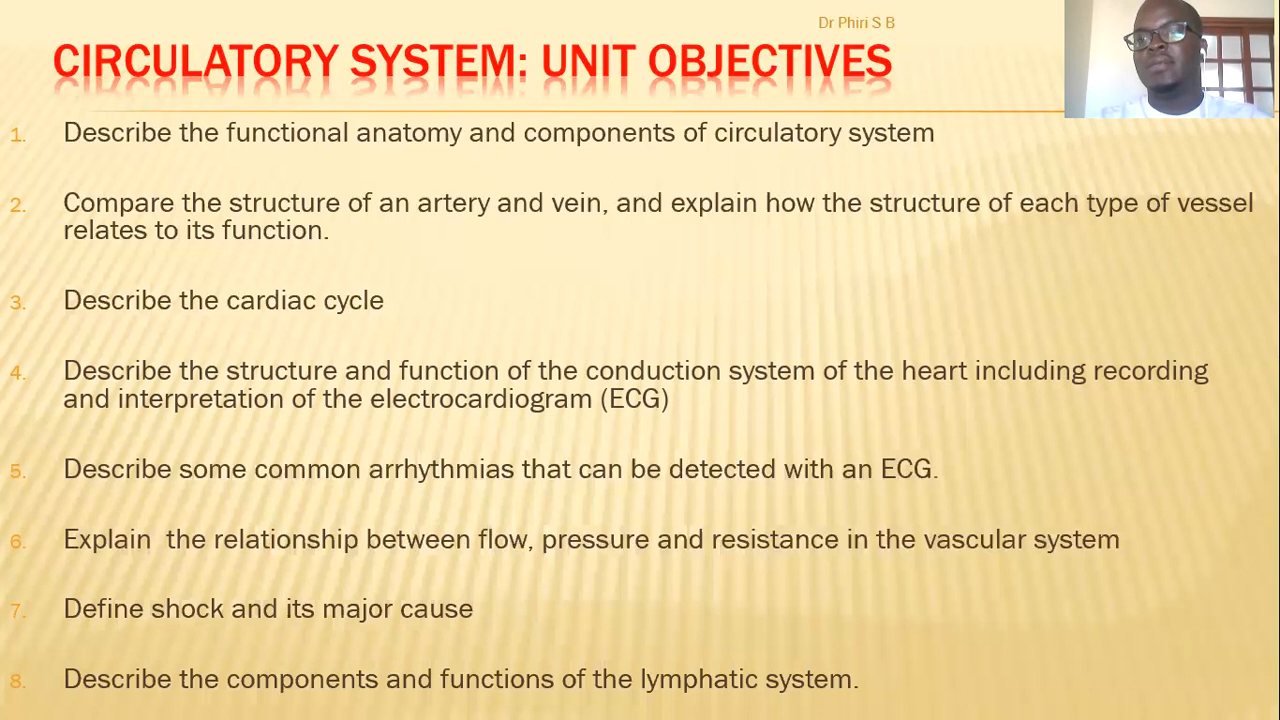 Dr Phiri S B
CIRCULATORY SYSTEM: UNIT OBJECTIVES
1. Describe the functional anatomy and components of circulatory system
2. Compare the structure of an artery and vein, and explain how the structure of each type of vessel
relates to its function.
3. Describe the cardiac cycle
4. Describe the structure and function of the conduction system of the heart including recording
and interpretation of the electrocardiogram (ECG)
5. Describe some common arrhythmias that can be detected with an ECG.
6. Explain  the relationship between flow, pressure and resistance in the vascular system
7. Define shock and its major cause
8. Describe the components and functions of the lymphatic system.